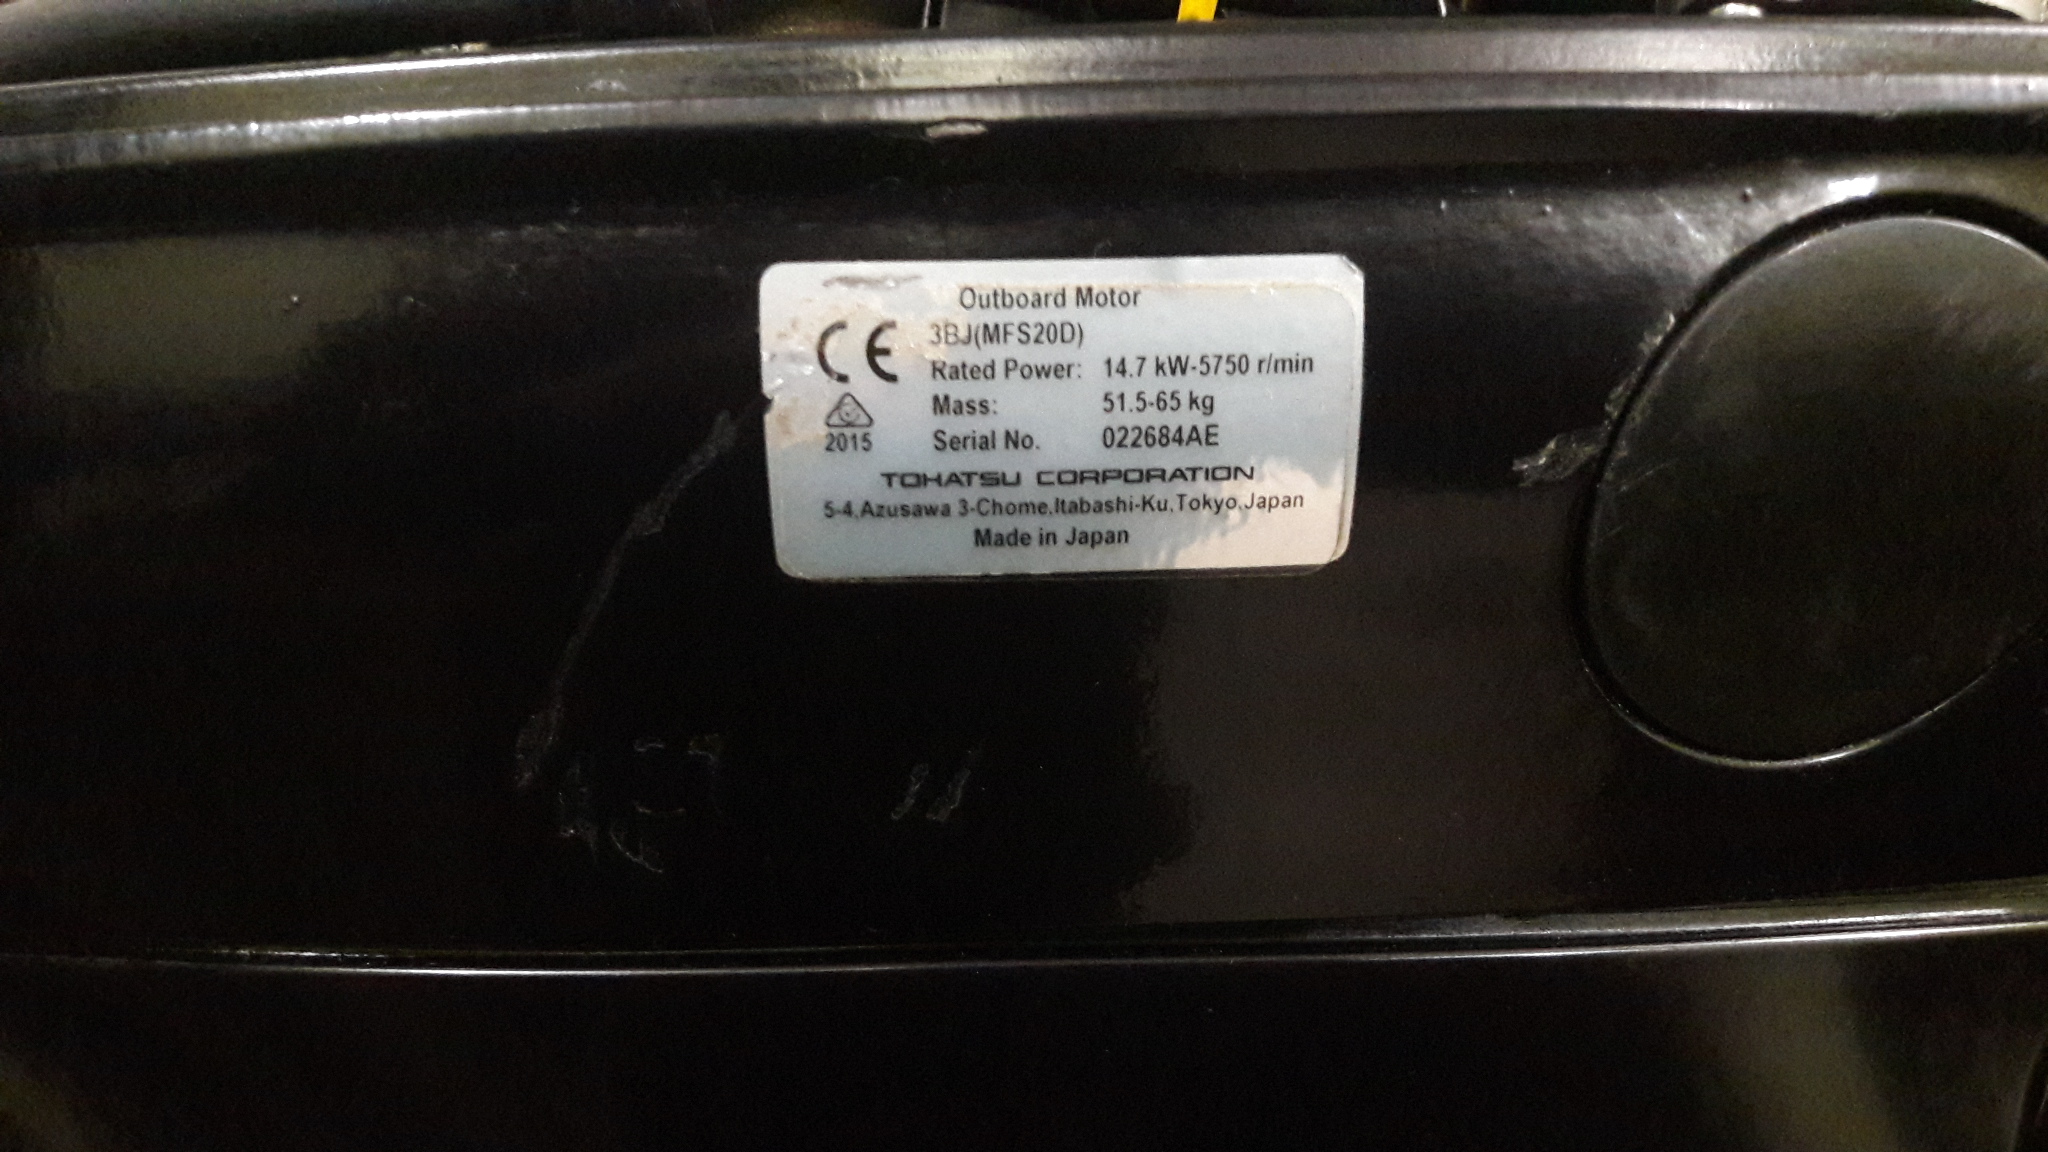 Outboard Motor
CE 3BJ(MFS20D)
Rated Power: 14.7 kW-5750 r/min
Mass: 51.5-65 kg
2015 Serial No. 022684AE
TOHATSU CORPORATION
5-4,Azusawa 3-Chome,Itabashi-Ku,Tokyo,Japan
Made in Japan